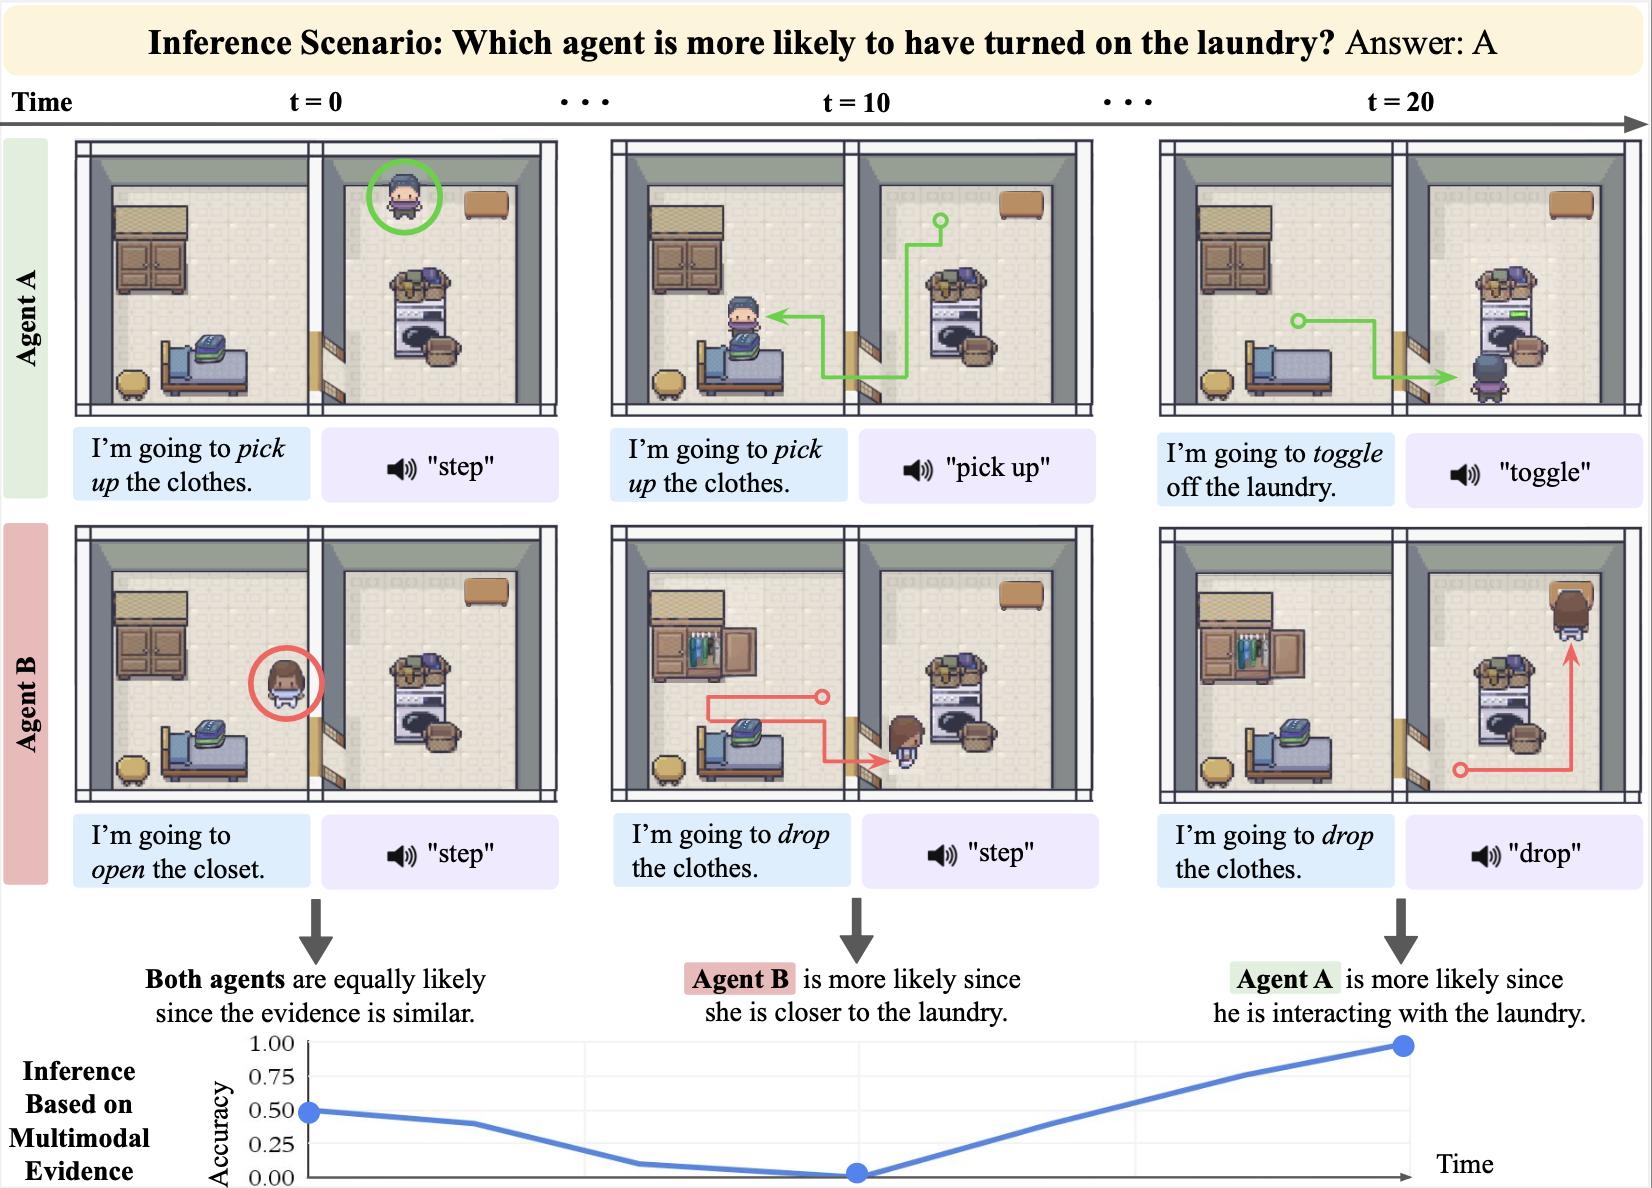 Inference Scenario: Which agent is more likely to have turned on the laundry? Answer: A
Time
t = 0
• • •
t = 10
• • •
t = 20
Agent A
I'm going to pick
up the clothes.
"step"
I'm going to pick
up the clothes.
"pick up"
I'm going to toggle
off the laundry.
"toggle"
Agent B
I'm going to
open the closet.
"step"
I'm going to drop
the clothes.
"step"
I'm going to drop
the clothes.
"drop"
Both agents are equally likely
since the evidence is similar.
Agent B is more likely since
she is closer to the laundry.
Agent A is more likely since
he is interacting with the laundry.
Inference
Based on
Multimodal
Evidence
Accuracy
1.00
0.75
0.50
0.25
0.00
Time